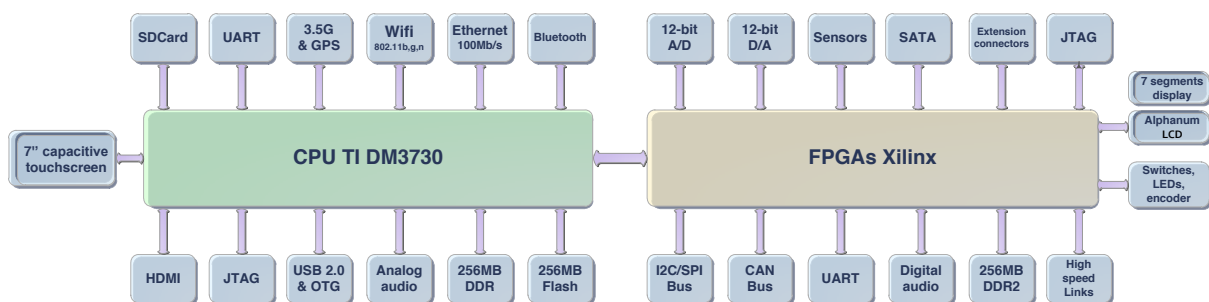 SDCard
UART
3.5G
& GPS
Wifi
802.11b,g,n
Ethernet
100Mb/s
Bluetooth
12-bit
A/D
12-bit
D/A
Sensors
SATA
Extension
connectors
JTAG
7 segments
display
Alphanum
LCD
7" capacitive
touchscreen
CPU TI DM3730
FPGAs Xilinx
Switches,
LEDs,
encoder
HDMI
JTAG
USB 2.0
& OTG
Analog
audio
256MB
DDR
256MB
Flash
I2C/SPI
Bus
CAN
Bus
UART
Digital
audio
256MB
DDR2
High
speed
Links